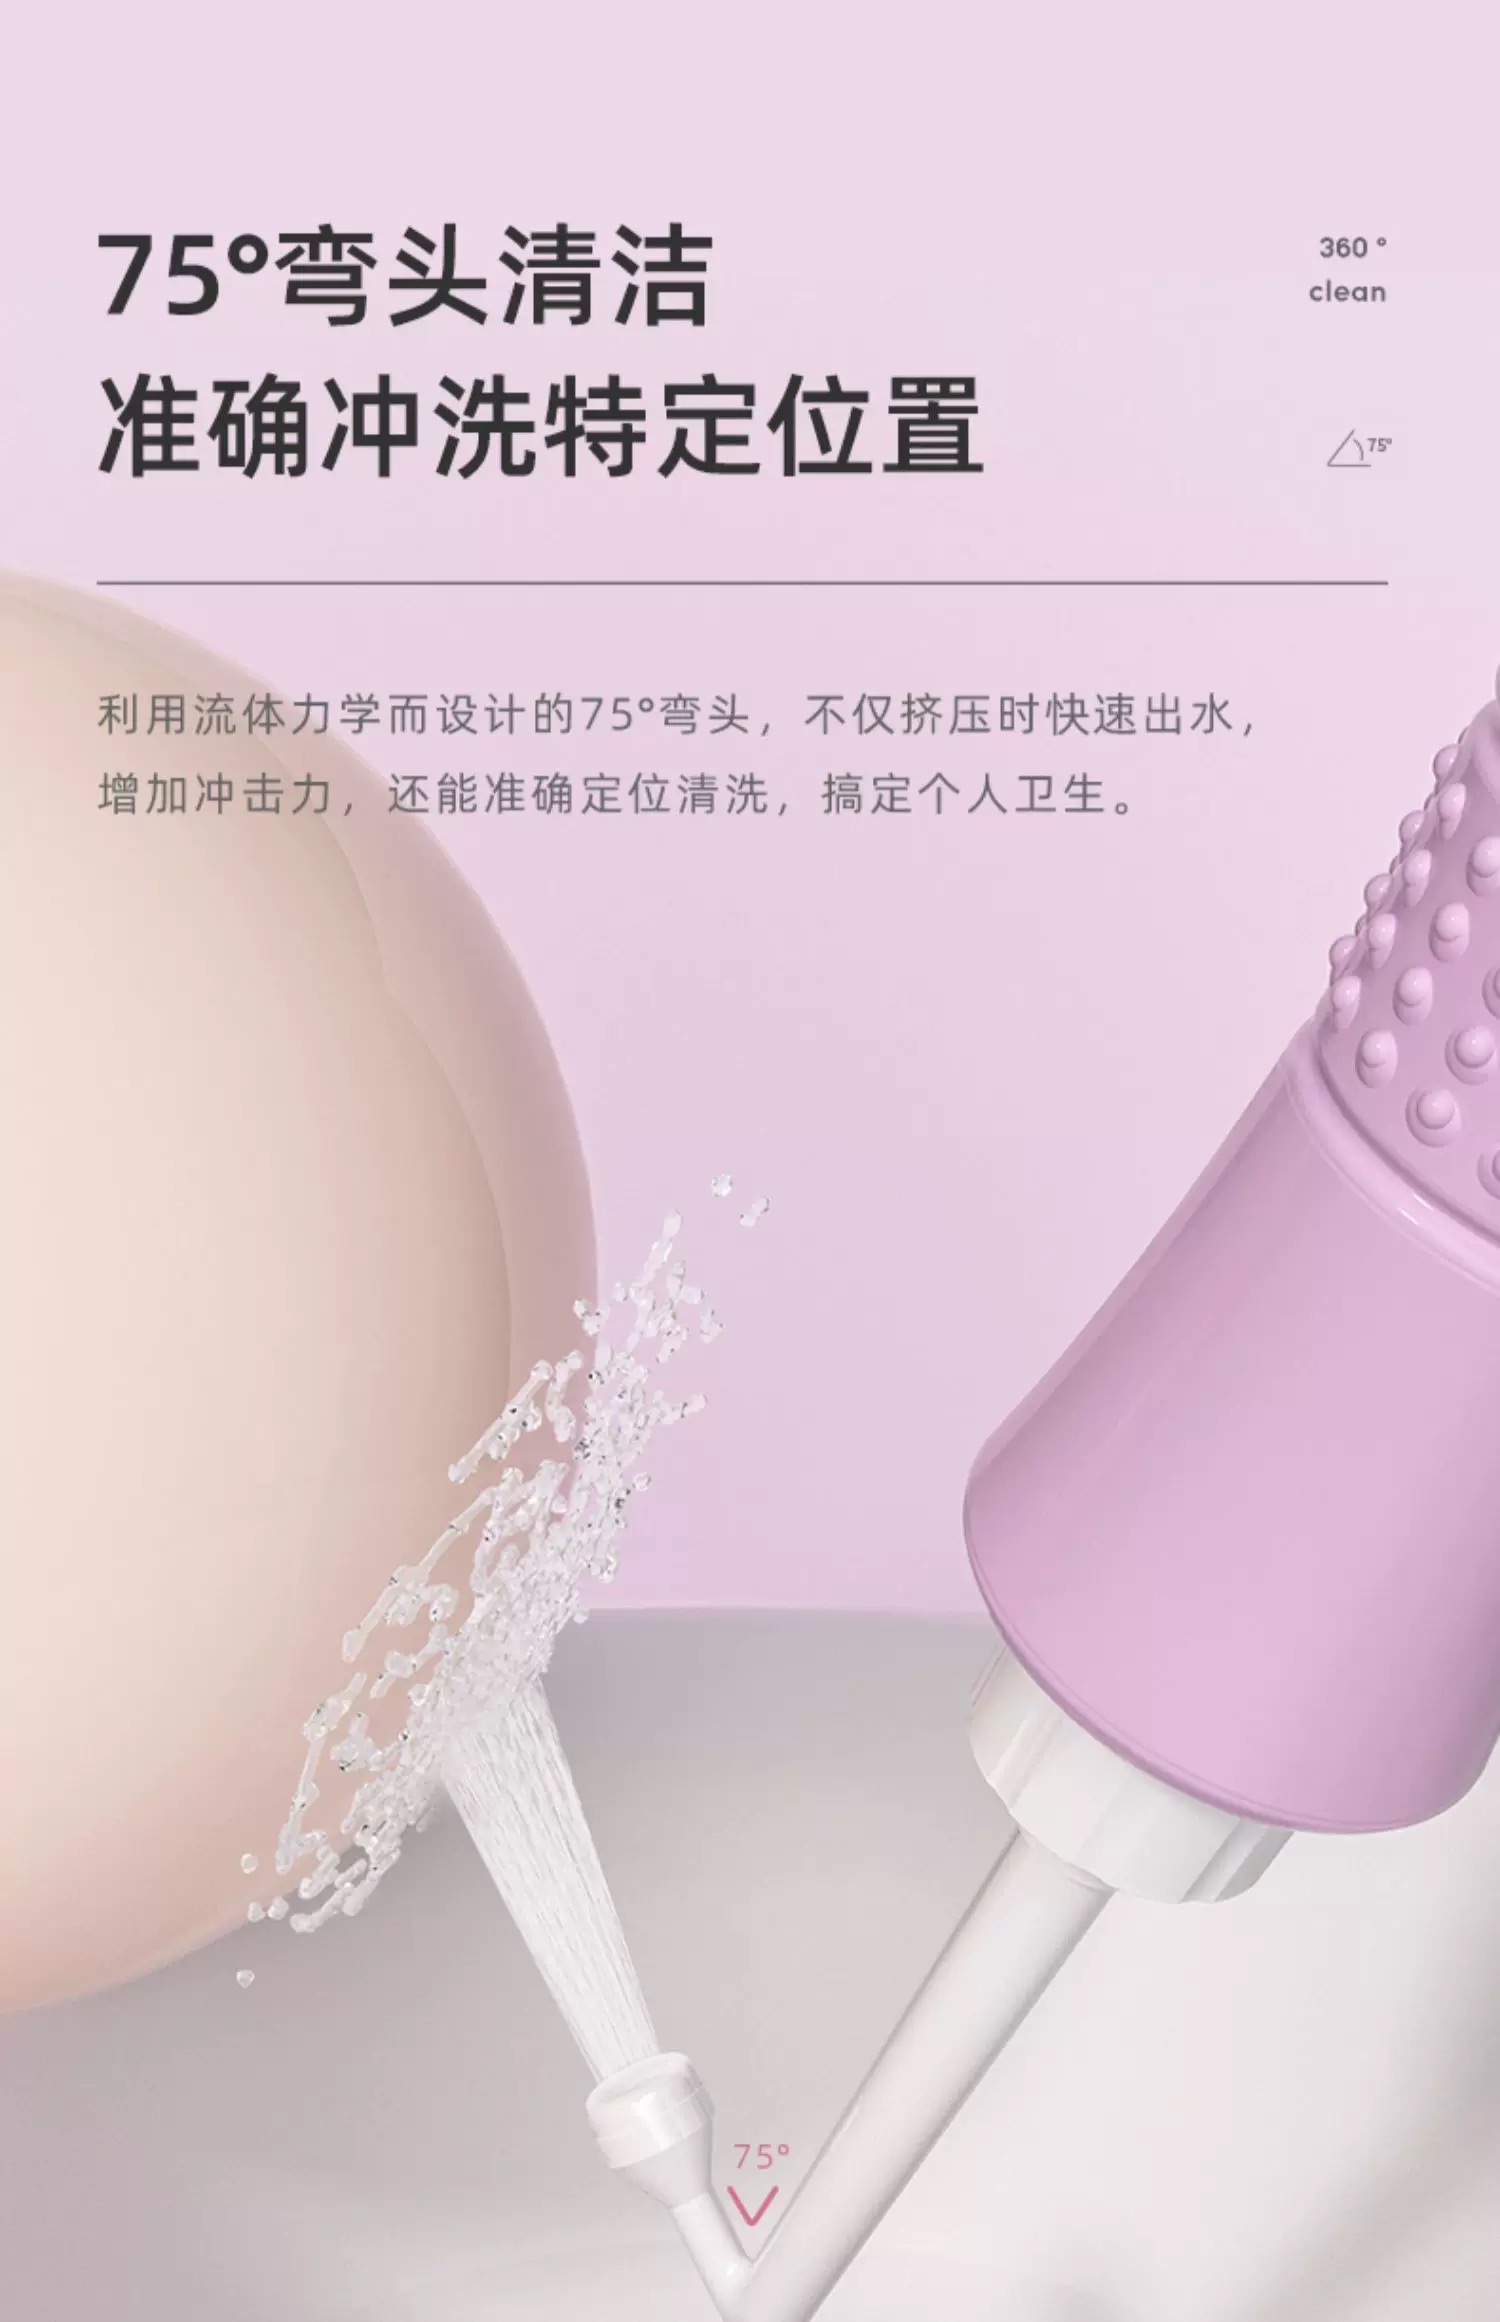 75°弯头清洁
准确冲洗特定位置
360 °
clean
75°
利用流体力学而设计的75°弯头，不仅挤压时快速出水，
增加冲击力，还能准确定位清洗，搞定个人卫生。
75°